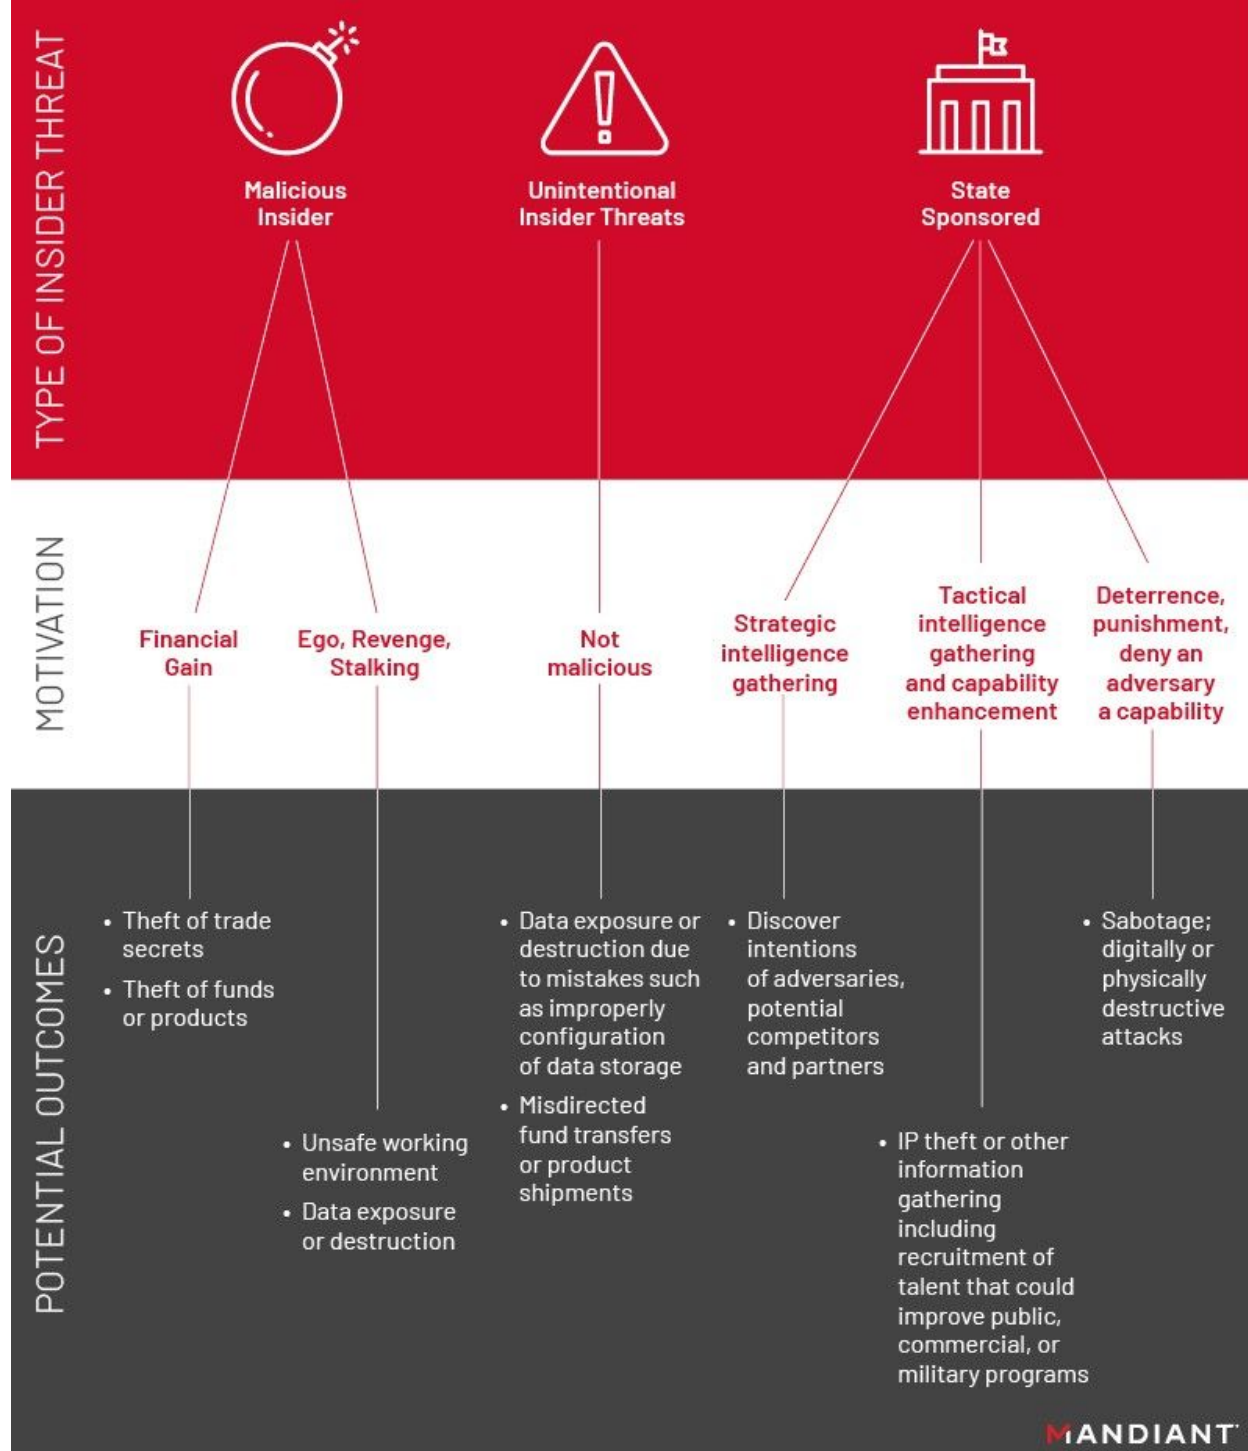 TYPE OF INSIDER THREAT
Malicious
Insider
Unintentional
Insider Threats
State
Sponsored
MOTIVATION
Financial
Gain
Ego, Revenge,
Stalking
Not
malicious
Strategic
intelligence
gathering
Tactical
intelligence
gathering
and capability
enhancement
Deterrence,
punishment,
deny an
adversary
a capability
POTENTIAL OUTCOMES
• Theft of trade
secrets
• Theft of funds
or products
• Unsafe working
environment
• Data exposure
or destruction
• Data exposure or
destruction due
to mistakes such
as improperly
configuration
of data storage
• Misdirected
fund transfers
or product
shipments
• Discover
intentions
of adversaries,
potential
competitors
and partners
• IP theft or other
information
gathering
including
recruitment of
talent that could
improve public,
commercial, or
military programs
• Sabotage;
digitally or
physically
destructive
attacks
MANDIANT